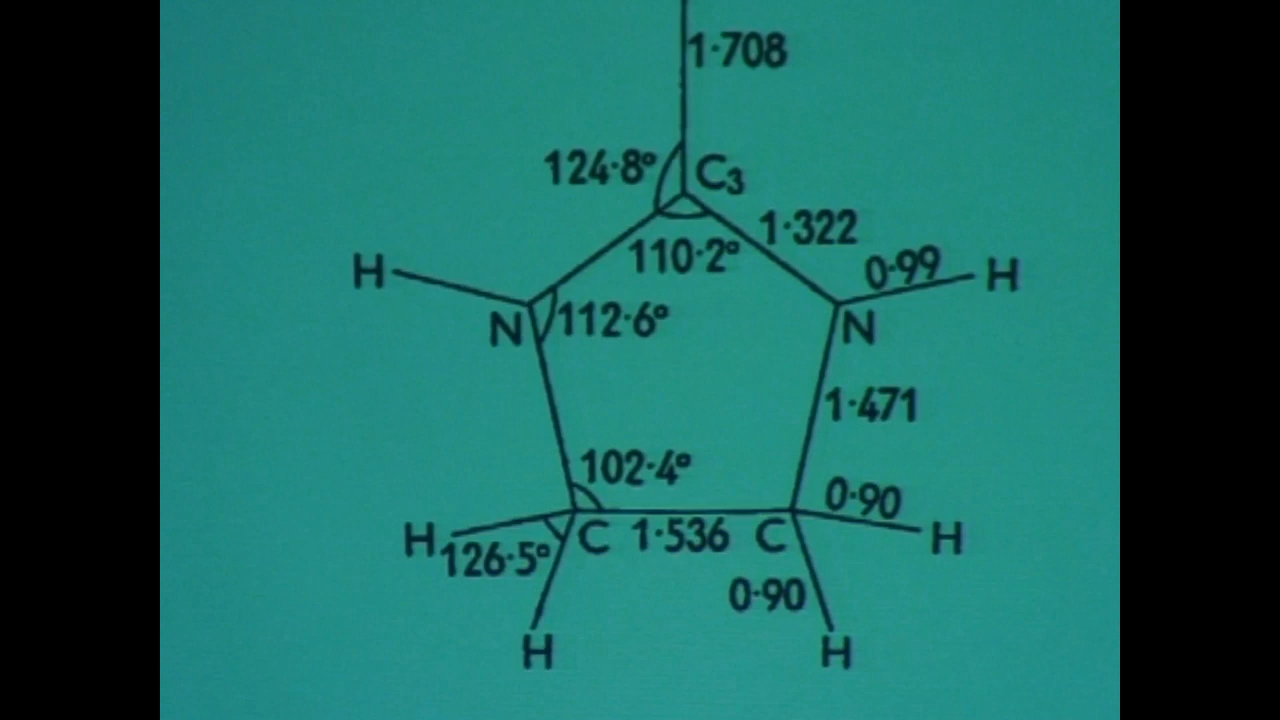 1·708
124·8° C₃
1·322
110·2°
H 0·99 H
N 112·6° N
1·471
102·4°
0·90
H 126·5° C 1·536 C H
0·90
H H